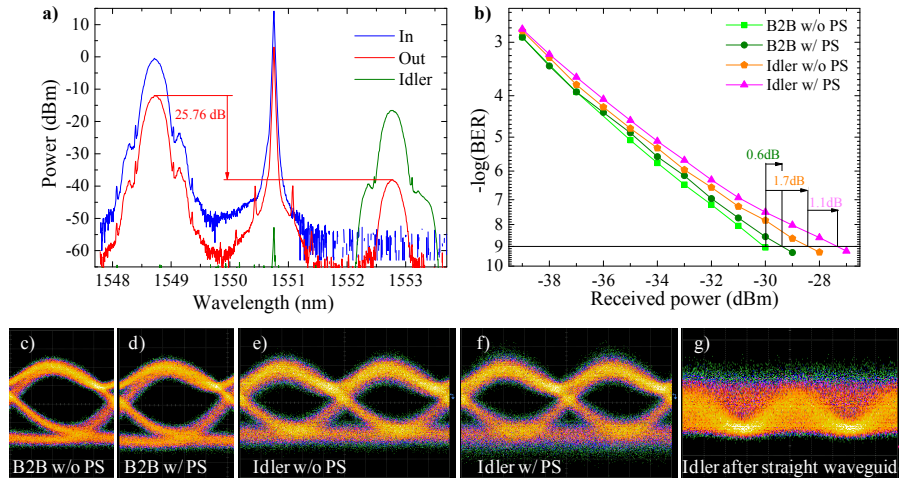 a)
In
Out
Idler
25.76 dB
Power (dBm)
10
0
-10
-20
-30
-40
-50
-60
1548 1549 1550 1551 1552 1553
Wavelength (nm)
b)
B2B w/o PS
B2B w/ PS
Idler w/o PS
Idler w/ PS
0.6dB
1.7dB
1.1dB
-log(BER)
3
4
5
6
7
8
9
10
-38 -36 -34 -32 -30 -28 -26
Received power (dBm)
c)
B2B w/o PS
d)
B2B w/ PS
e)
Idler w/o PS
f)
Idler w/ PS
g)
Idler after straight waveguid